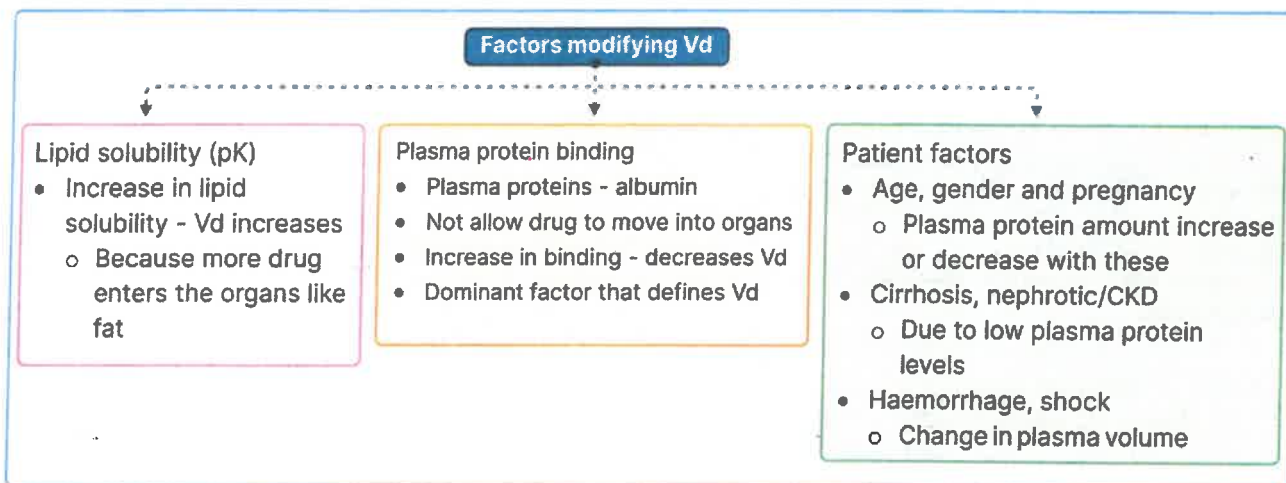 Factors modifying Vd
Lipid solubility (pK)
• Increase in lipid
solubility - Vd increases
o Because more drug
enters the organs like
fat
Plasma protein binding
• Plasma proteins - albumin
• Not allow drug to move into organs
• Increase in binding - decreases Vd
• Dominant factor that defines Vd
Patient factors
• Age, gender and pregnancy
o Plasma protein amount increase
or decrease with these
• Cirrhosis, nephrotic/CKD
o Due to low plasma protein
levels
• Haemorrhage, shock
o Change in plasma volume